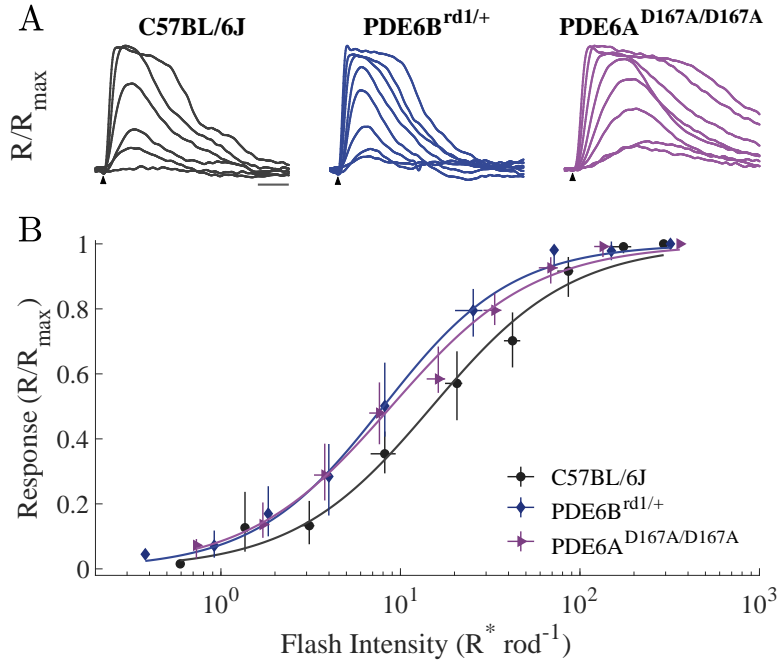 A
C57BL/6J
PDE6B^rd1/+
PDE6A^D167A/D167A
R/R_max
B
Response (R/R_max)
1
0.8
0.6
0.4
0.2
0
C57BL/6J
PDE6B^rd1/+
PDE6A^D167A/D167A
10^0
10^1
10^2
10^3
Flash Intensity (R^* rod^-1)